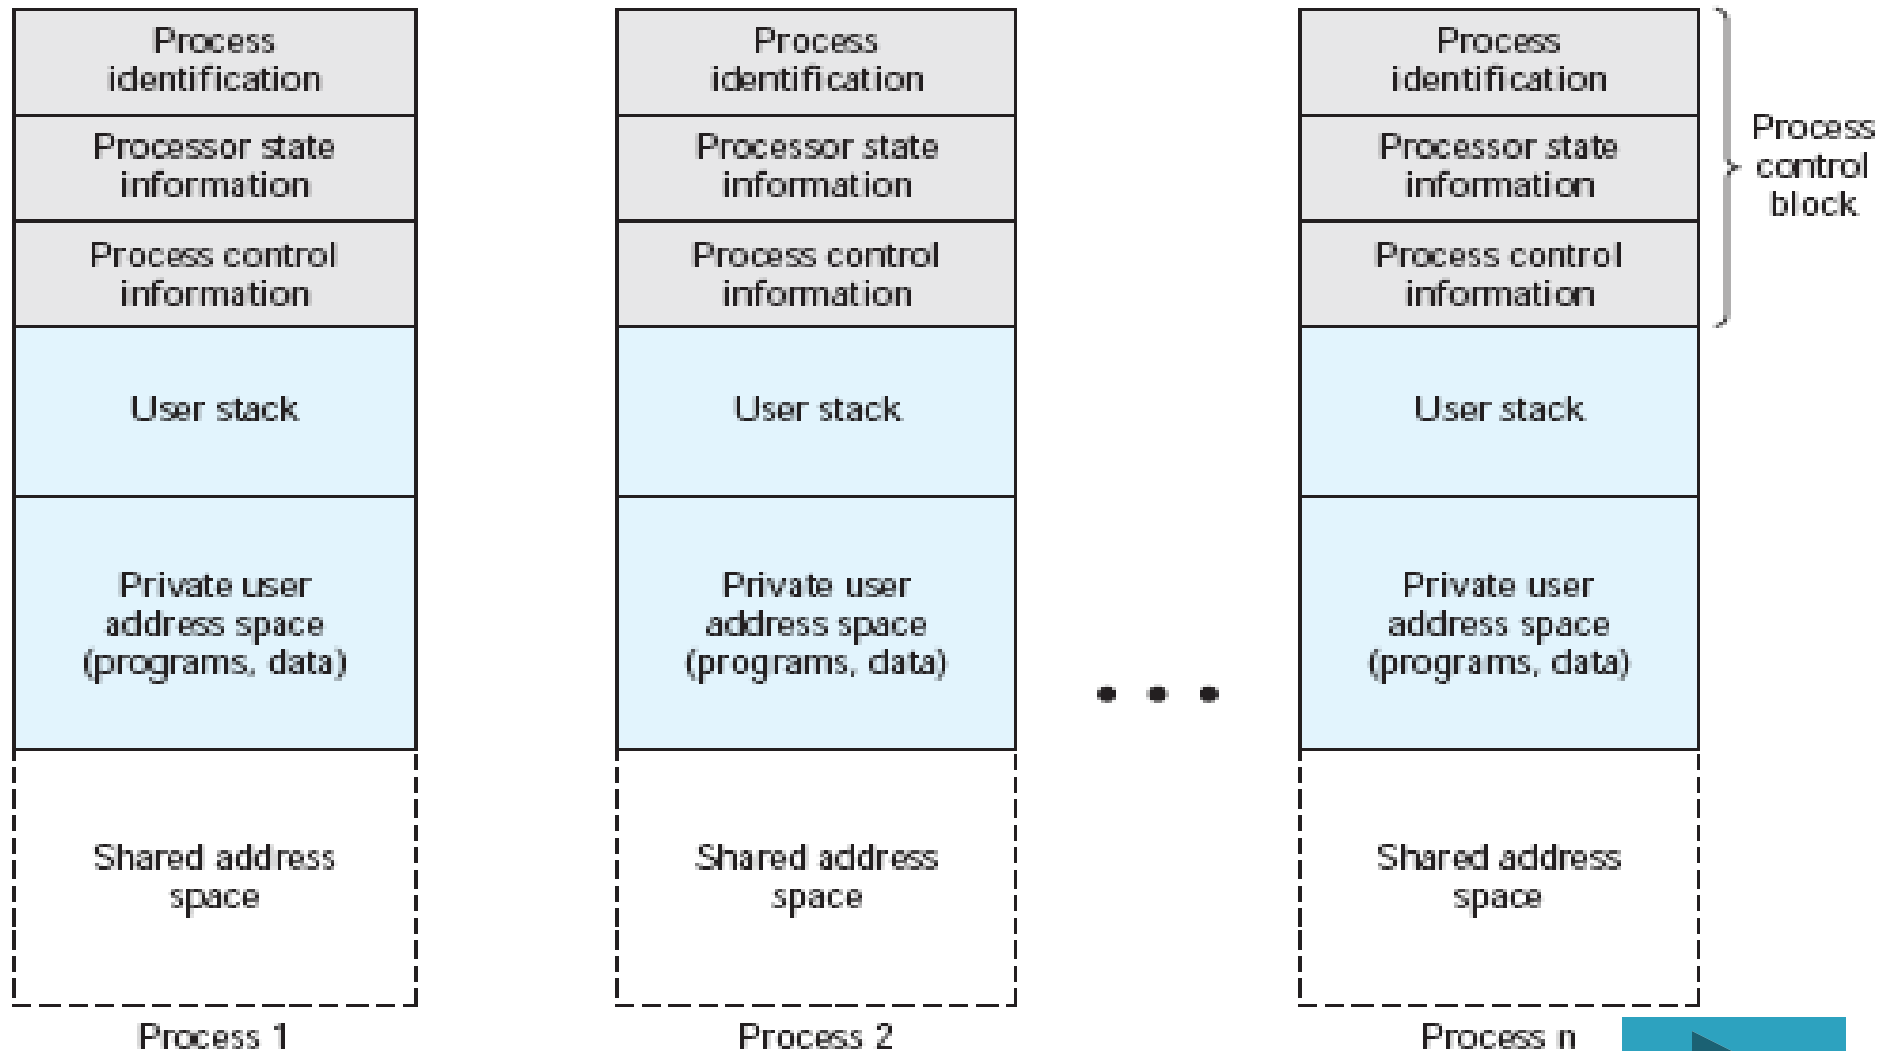 Process
identification
Processor state
information
Process control
information
User stack
Private user
address space
(programs, data)
Shared address
space
Process 1
Process
identification
Processor state
information
Process control
information
User stack
Private user
address space
(programs, data)
Shared address
space
Process 2
• • •
Process
identification
Processor state
information
Process control
information
User stack
Private user
address space
(programs, data)
Shared address
space
Process n
Process
control
block